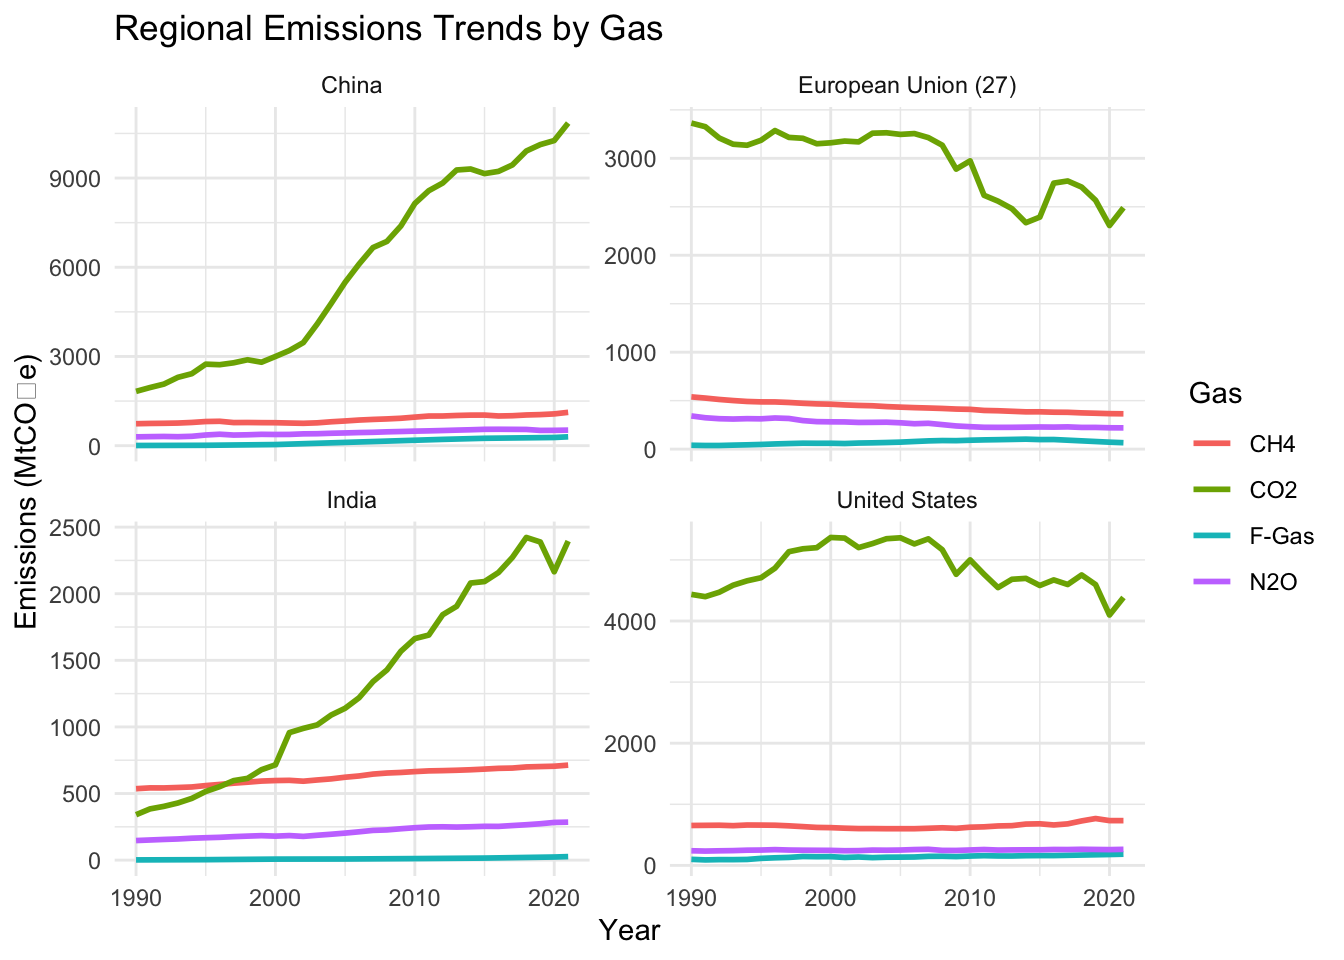 Regional Emissions Trends by Gas
China
European Union (27)
9000
6000
3000
0
3000
2000
1000
0
India
United States
2500
2000
1500
1000
500
0
4000
2000
0
1990
2000
2010
2020
1990
2000
2010
2020
Year
Emissions (MtCO□e)
Gas
CH4
CO2
F-Gas
N2O